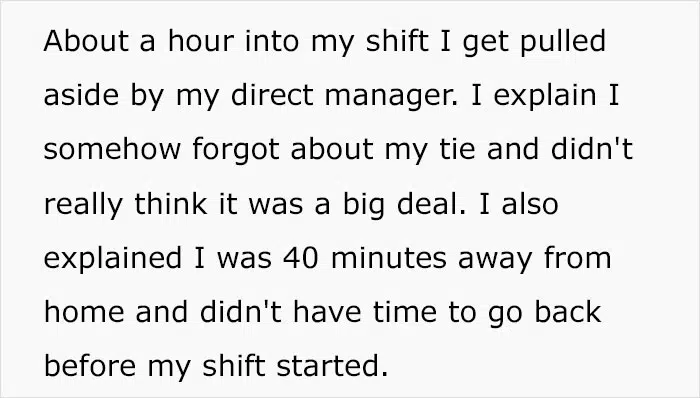 About a hour into my shift I get pulled
aside by my direct manager. I explain I
somehow forgot about my tie and didn't
really think it was a big deal. I also
explained I was 40 minutes away from
home and didn't have time to go back
before my shift started.